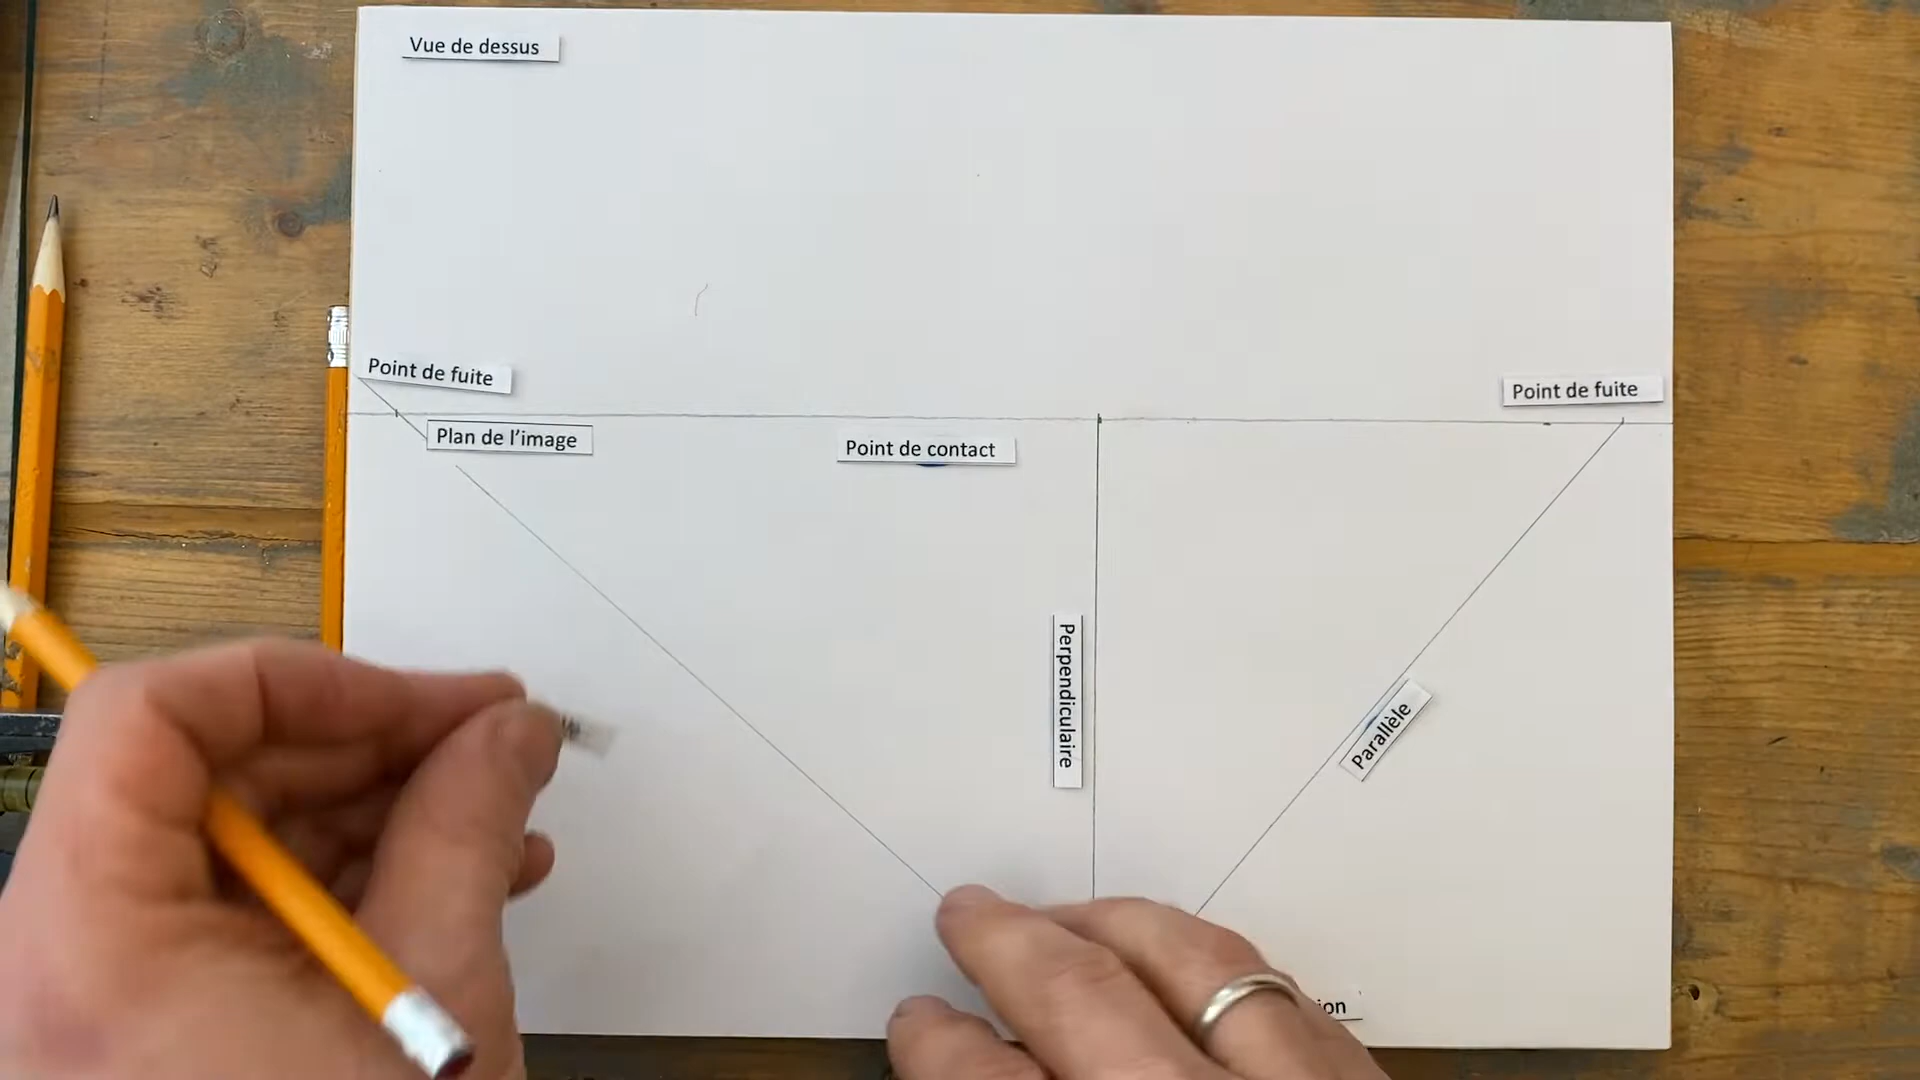 Vue de dessus
Point de fuite
Point de fuite
Plan de l'image
Point de contact
Perpendiculaire
Parallèle